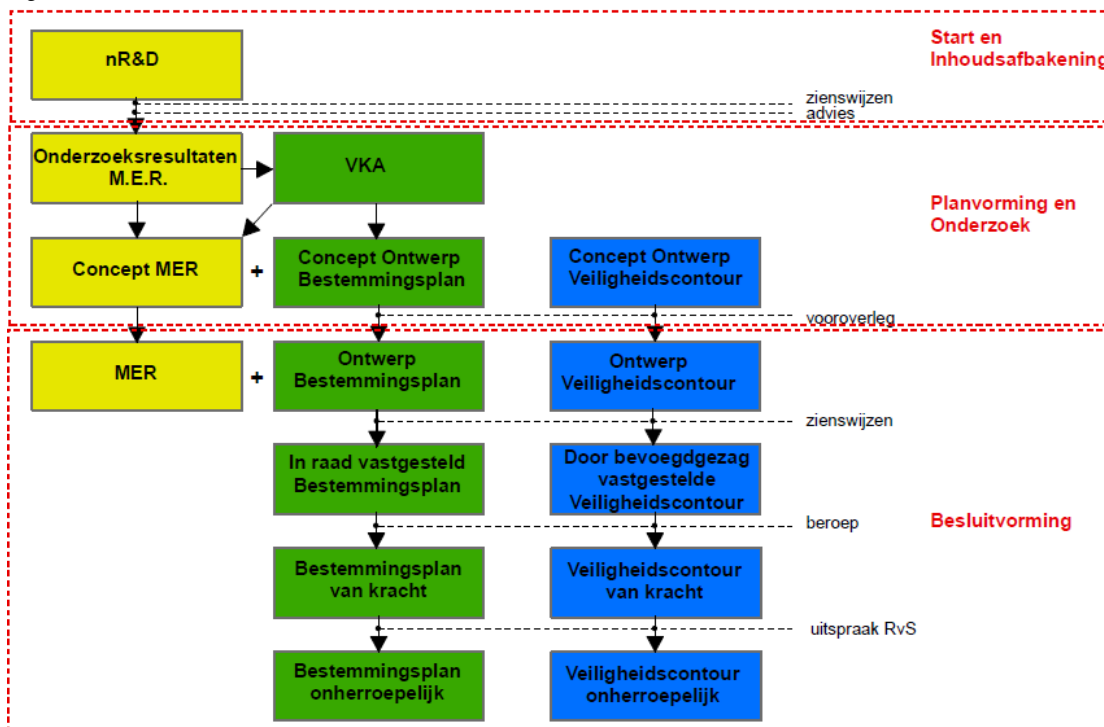 nR&D
Start en
Inhoudsafbakening
zienswijzen
advies
Onderzoeksresultaten
M.E.R.
VKA
Planvorming en
Onderzoek
Concept MER
+
Concept Ontwerp
Bestemmingsplan
Concept Ontwerp
Veiligheidscontour
vooroverleg
MER
+
Ontwerp
Bestemmingsplan
Ontwerp
Veiligheidscontour
zienswijzen
In raad vastgesteld
Bestemmingsplan
Door bevoegdgezag
vastgestelde
Veiligheidscontour
beroep
Besluitvorming
Bestemmingsplan
van kracht
Veiligheidscontour
van kracht
uitspraak RvS
Bestemmingsplan
onherroepelijk
Veiligheidscontour
onherroepelijk